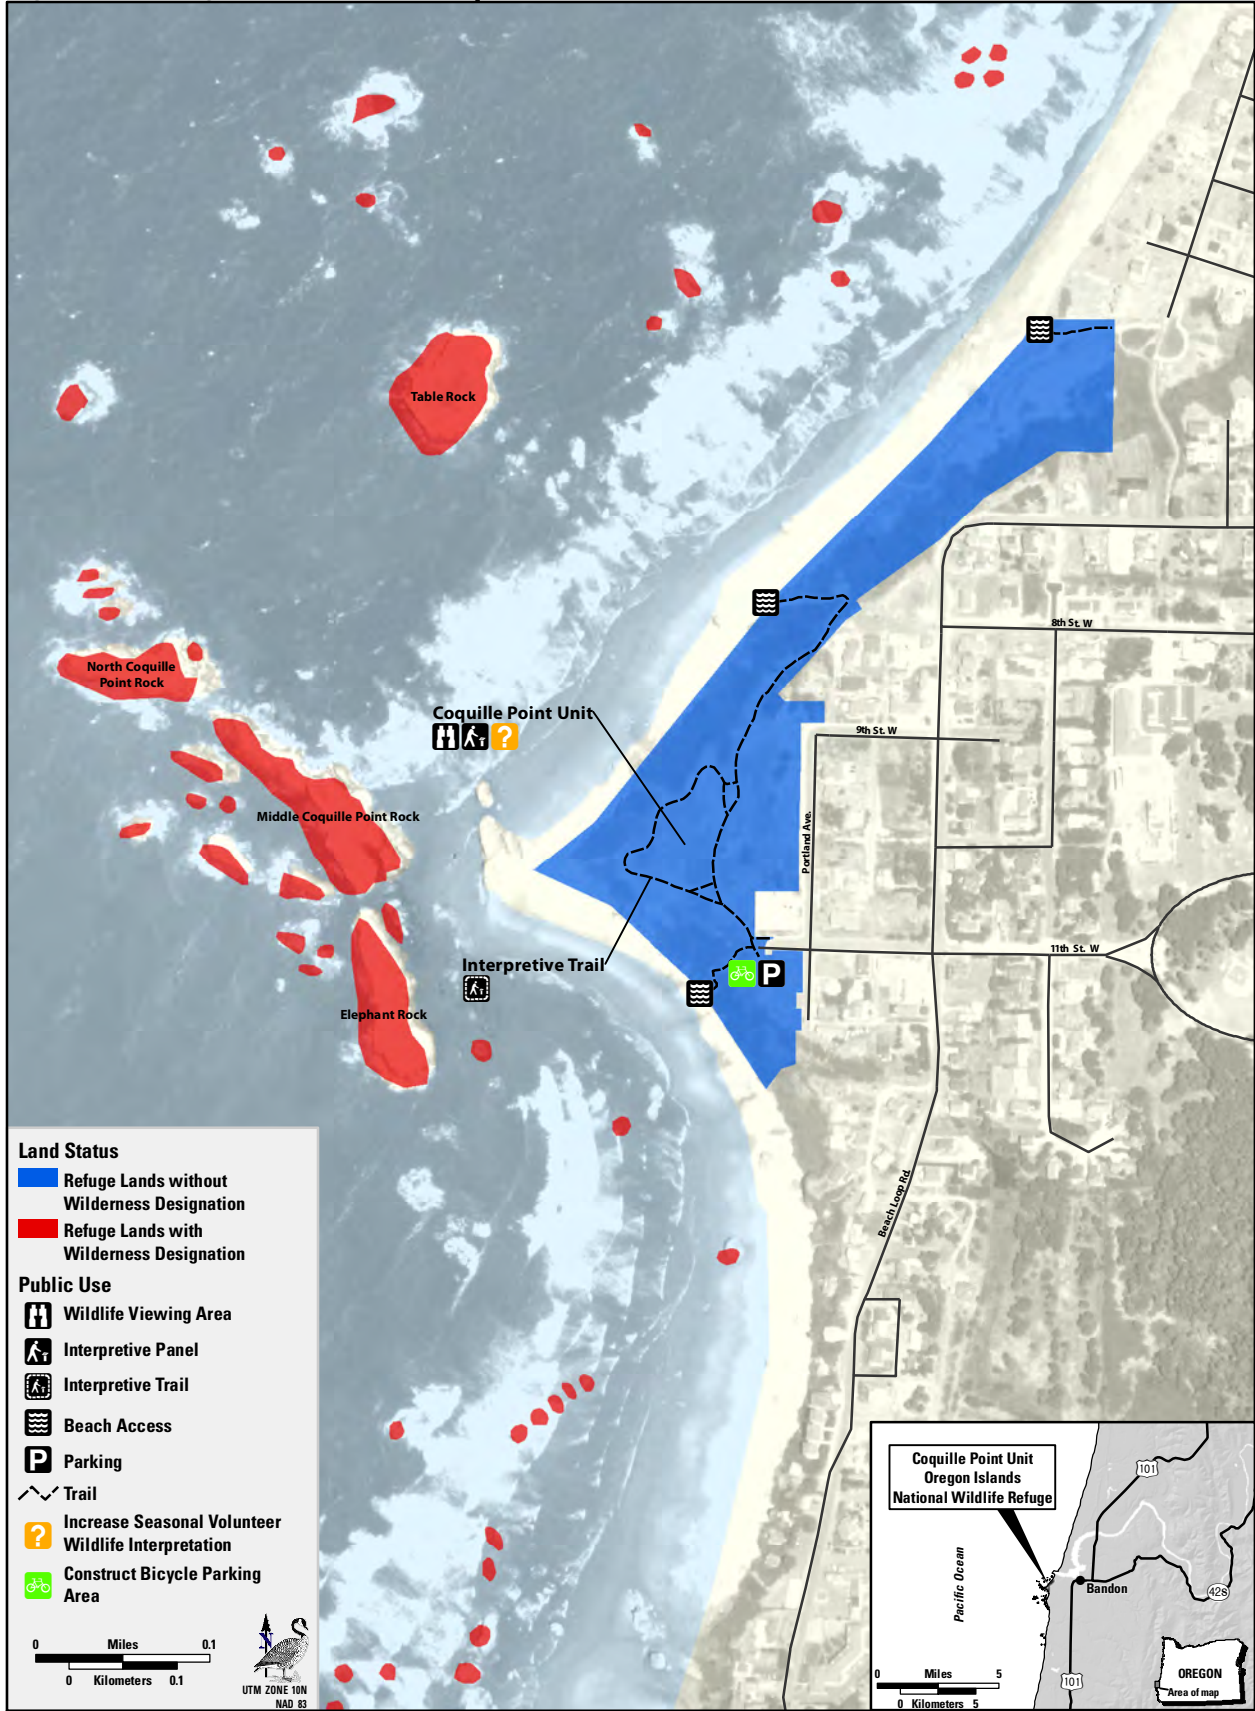 Table Rock
North Coquille
Point Rock
Coquille Point Unit
?
Middle Coquille Point Rock
Interpretive Trail
Elephant Rock
P
8th St. W
9th St. W
Portland Ave.
11th St. W
Beach Loop Rd.
Land Status
Refuge Lands without
Wilderness Designation
Refuge Lands with
Wilderness Designation
Public Use
Wildlife Viewing Area
Interpretive Panel
Interpretive Trail
Beach Access
P Parking
Trail
? Increase Seasonal Volunteer
Wildlife Interpretation
Construct Bicycle Parking
Area
0 Miles 0.1
0 Kilometers 0.1
N
UTM ZONE 10N
NAD 83
Coquille Point Unit
Oregon Islands
National Wildlife Refuge
101
Pacific Ocean
Bandon
42S
101
0 Miles 5
0 Kilometers 5
OREGON
Area of map